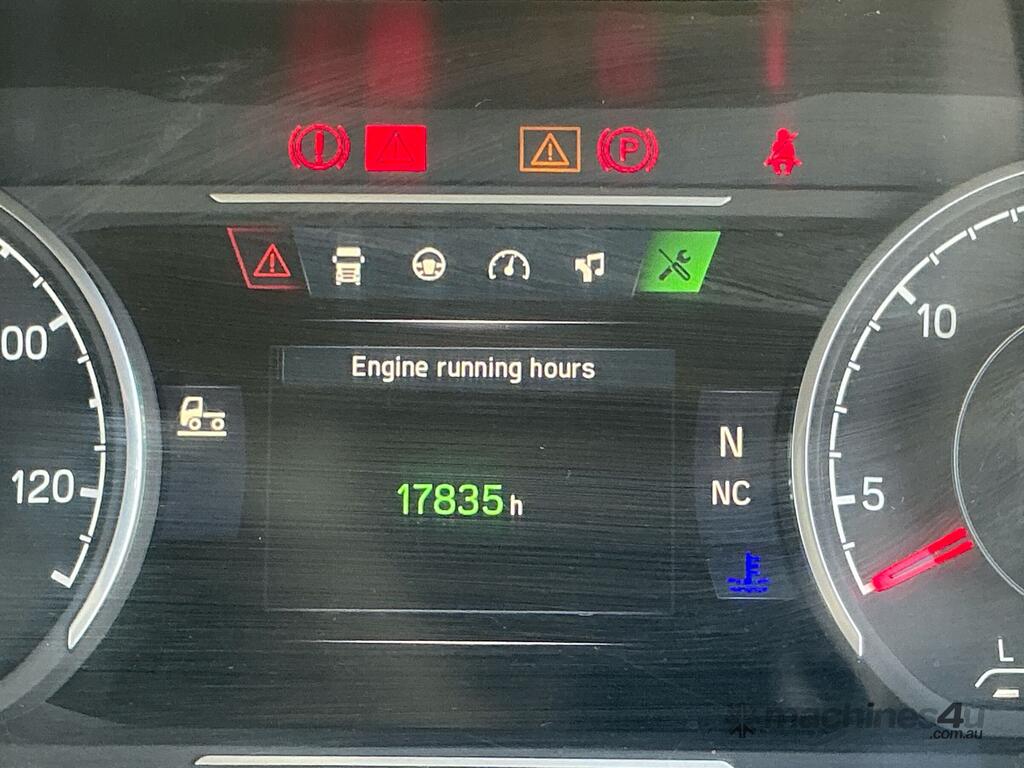 P
Engine running hours
00
10
N
120
17835 h
NC
5
E
L
machines4u
.com.au